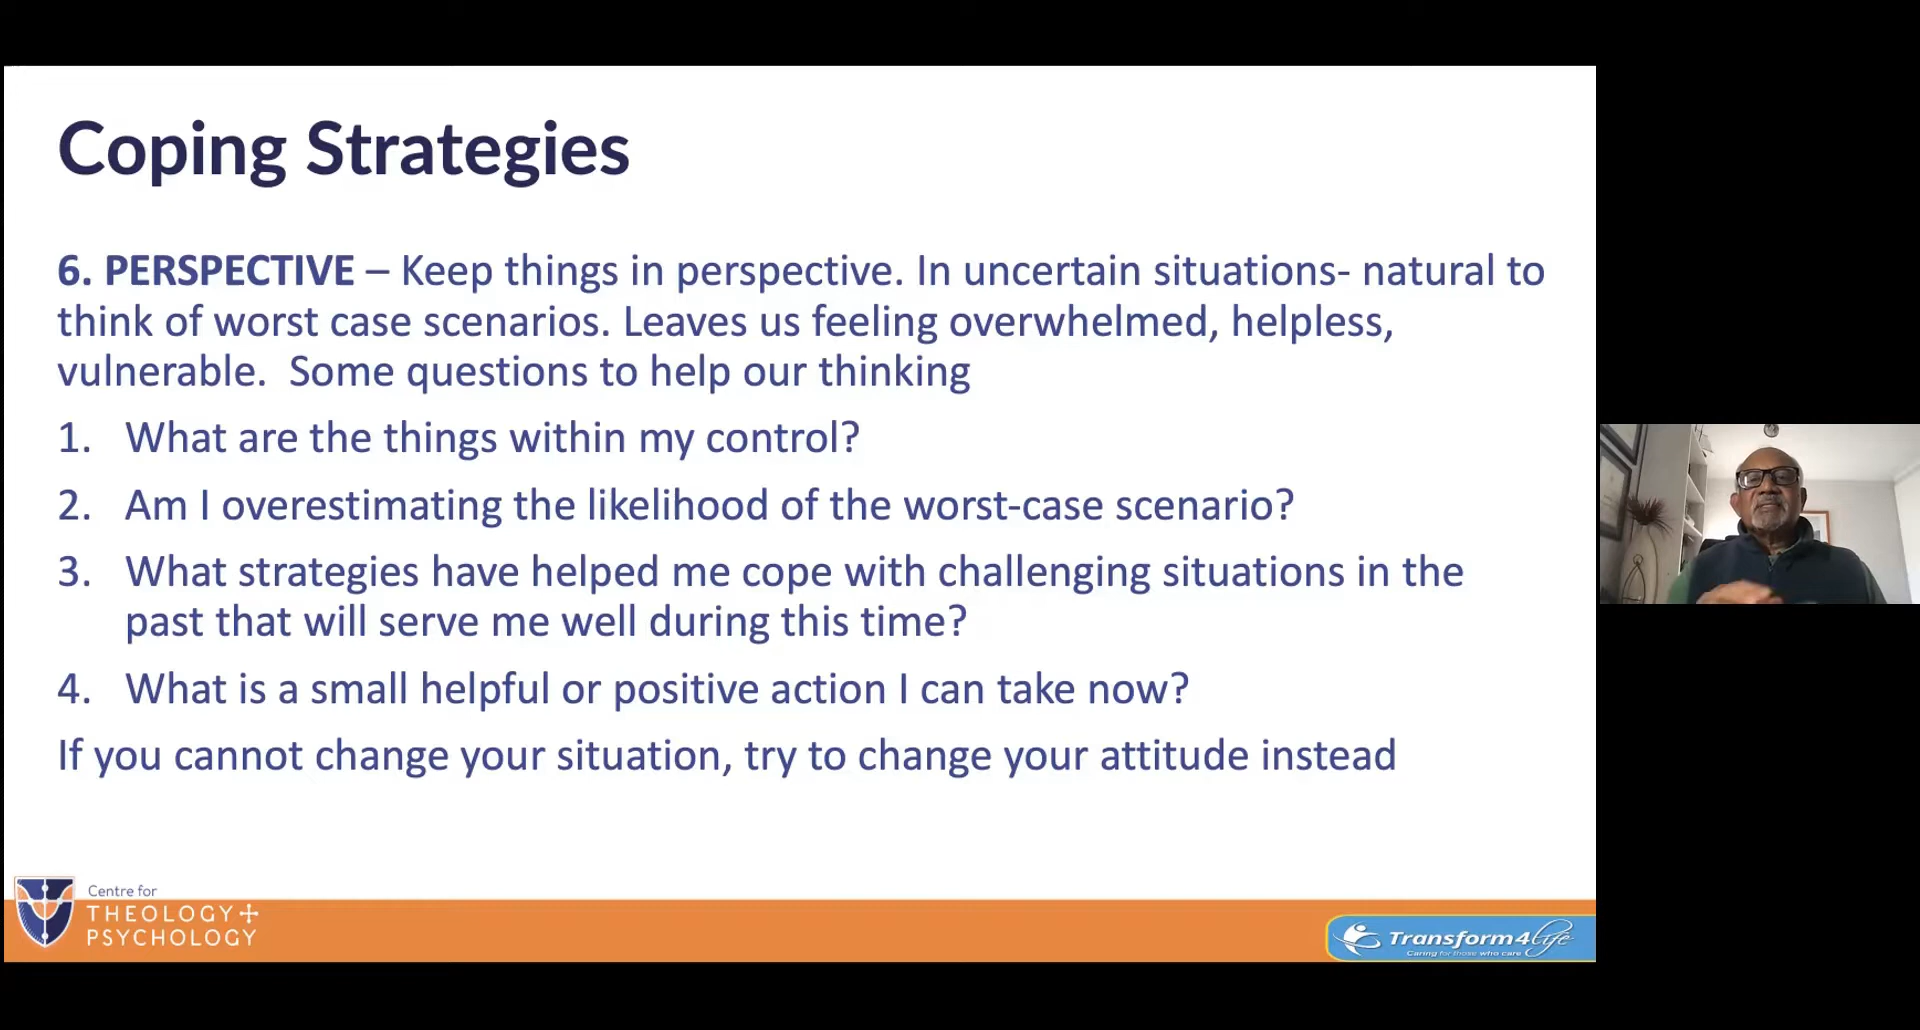 Coping Strategies
6. PERSPECTIVE – Keep things in perspective. In uncertain situations- natural to
think of worst case scenarios. Leaves us feeling overwhelmed, helpless,
vulnerable.  Some questions to help our thinking
1. What are the things within my control?
2. Am I overestimating the likelihood of the worst-case scenario?
3. What strategies have helped me cope with challenging situations in the
past that will serve me well during this time?
4. What is a small helpful or positive action I can take now?
If you cannot change your situation, try to change your attitude instead
Centre for
THEOLOGY+
PSYCHOLOGY
Transform4life
Caring for those who care